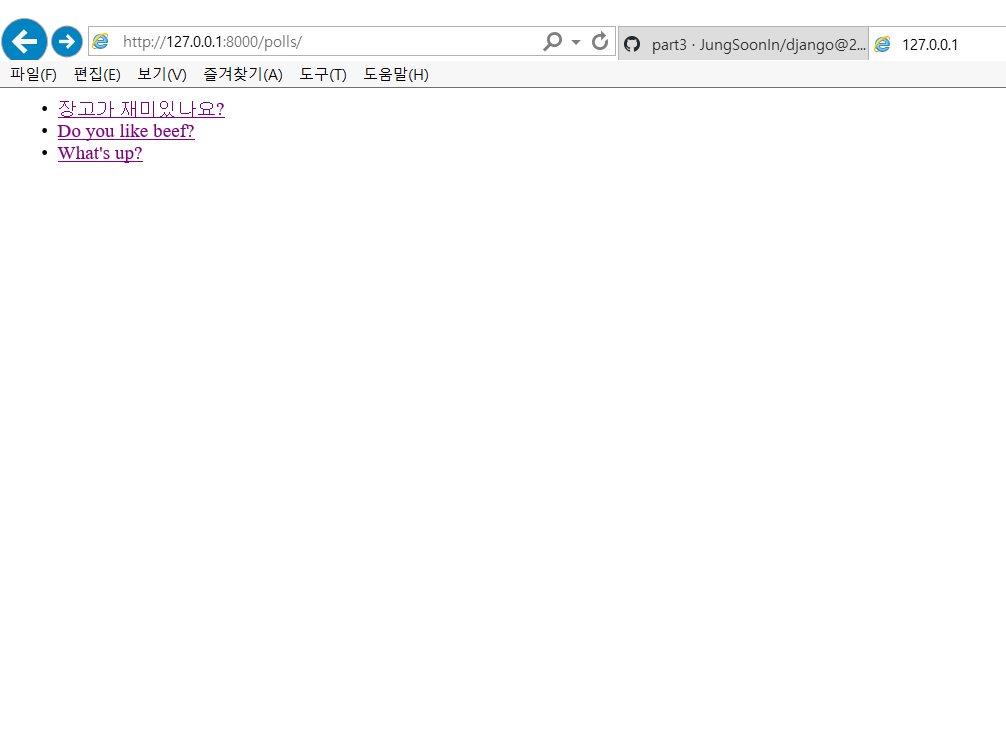 http://127.0.0.1:8000/polls/
part3 · JungSoonIn/django@2...
127.0.0.1
파일(F) 편집(E) 보기(V) 즐겨찾기(A) 도구(T) 도움말(H)
• 장고가 재미있나요?
• Do you like beef?
• What's up?